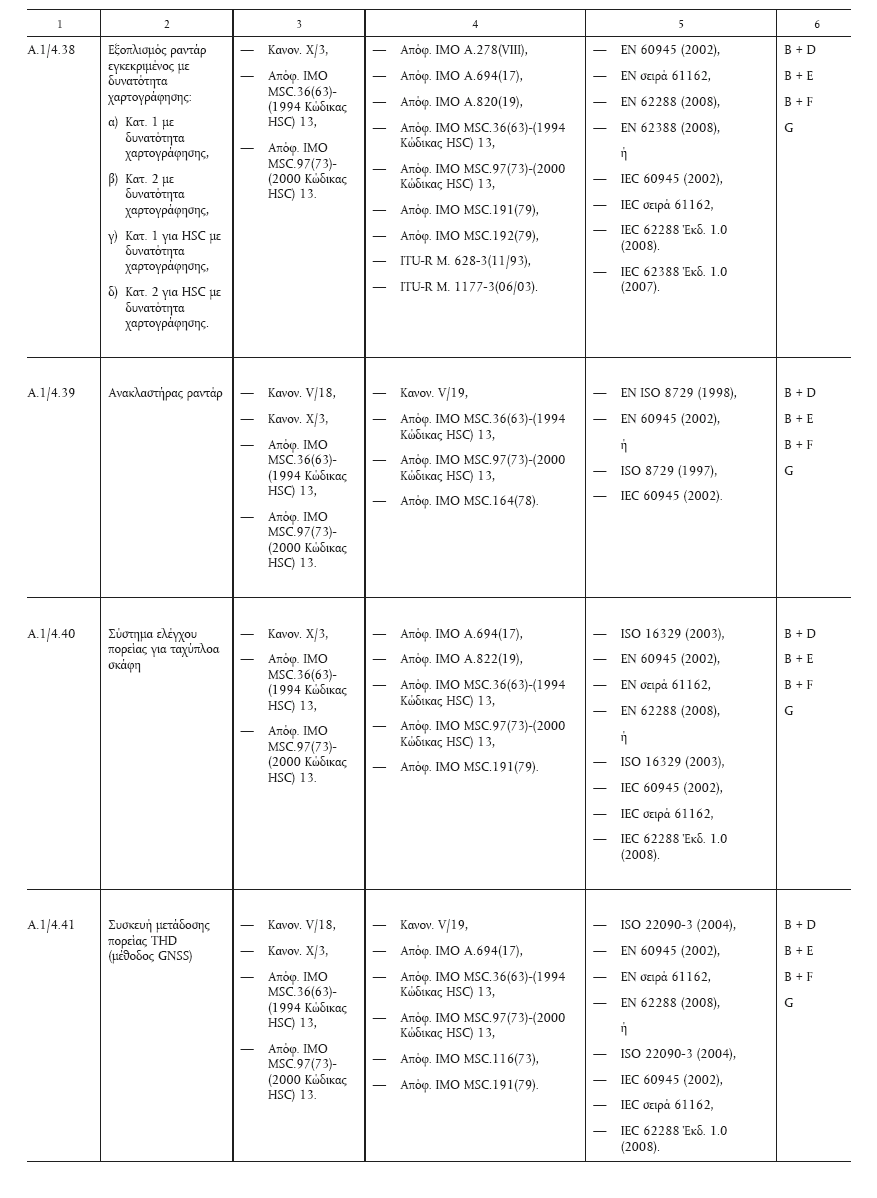 1 2 3 4 5 6
A.1/4.38
Εξοπλισμός ραντάρ
εγκεκριμένος με
δυνατότητα
χαρτογράφησης:
α) Κατ. 1 με
δυνατότητα
χαρτογράφησης,
β) Κατ. 2 με
δυνατότητα
χαρτογράφησης,
γ) Κατ. 1 για HSC με
δυνατότητα
χαρτογράφησης,
δ) Κατ. 2 για HSC με
δυνατότητα
χαρτογράφησης.
— Κανον. X/3,
— Απόφ. IMO
MSC.36(63)-
(1994 Κώδικας
HSC) 13,
— Απόφ. IMO
MSC.97(73)-
(2000 Κώδικας
HSC) 13.
— Απόφ. IMO A.278(VIII),
— Απόφ. IMO A.694(17),
— Απόφ. IMO A.820(19),
— Απόφ. IMO MSC.36(63)-(1994
Κώδικας HSC) 13,
— Απόφ. IMO MSC.97(73)-(2000
Κώδικας HSC) 13,
— Απόφ. IMO MSC.191(79),
— Απόφ. IMO MSC.192(79),
— ITU-R M. 628-3(11/93),
— ITU-R M. 1177-3(06/03).
— EN 60945 (2002),
— EN σειρά 61162,
— EN 62288 (2008),
— EN 62388 (2008),
ή
— IEC 60945 (2002),
— IEC σειρά 61162,
— IEC 62288 Έκδ. 1.0
(2008).
— IEC 62388 Έκδ. 1.0
(2007).
B + D
B + E
B + F
G
A.1/4.39
Ανακλαστήρας ραντάρ
— Κανον. V/18,
— Κανον. X/3,
— Απόφ. IMO
MSC.36(63)-
(1994 Κώδικας
HSC) 13,
— Απόφ. IMO
MSC.97(73)-
(2000 Κώδικας
HSC) 13.
— Κανον. V/19,
— Απόφ. IMO MSC.36(63)-(1994
Κώδικας HSC) 13,
— Απόφ. IMO MSC.97(73)-(2000
Κώδικας HSC) 13,
— Απόφ. IMO MSC.164(78).
— EN ISO 8729 (1998),
— EN 60945 (2002),
ή
— ISO 8729 (1997),
— IEC 60945 (2002).
B + D
B + E
B + F
G
A.1/4.40
Σύστημα ελέγχου
πορείας για ταχύπλοα
σκάφη
— Κανον. X/3,
— Απόφ. IMO
MSC.36(63)-
(1994 Κώδικας
HSC) 13,
— Απόφ. IMO
MSC.97(73)-
(2000 Κώδικας
HSC) 13.
— Απόφ. IMO A.694(17),
— Απόφ. IMO A.822(19),
— Απόφ. IMO MSC.36(63)-(1994
Κώδικας HSC) 13,
— Απόφ. IMO MSC.97(73)-(2000
Κώδικας HSC) 13,
— Απόφ. IMO MSC.191(79).
— ISO 16329 (2003),
— EN 60945 (2002),
— EN σειρά 61162,
— EN 62288 (2008),
ή
— ISO 16329 (2003),
— IEC 60945 (2002),
— IEC σειρά 61162,
— IEC 62288 Έκδ. 1.0
(2008).
B + D
B + E
B + F
G
A.1/4.41
Συσκευή μετάδοσης
πορείας THD
(μέθοδος GNSS)
— Κανον. V/18,
— Κανον. X/3,
— Απόφ. IMO
MSC.36(63)-
(1994 Κώδικας
HSC) 13,
— Απόφ. IMO
MSC.97(73)-
(2000 Κώδικας
HSC) 13.
— Κανον. V/19,
— Απόφ. IMO A.694(17),
— Απόφ. IMO MSC.36(63)-(1994
Κώδικας HSC) 13,
— Απόφ. IMO MSC.97(73)-(2000
Κώδικας HSC) 13,
— Απόφ. IMO MSC.116(73),
— Απόφ. IMO MSC.191(79).
— ISO 22090-3 (2004),
— EN 60945 (2002),
— EN σειρά 61162,
— EN 62288 (2008),
ή
— ISO 22090-3 (2004),
— IEC 60945 (2002),
— IEC σειρά 61162,
— IEC 62288 Έκδ. 1.0
(2008).
B + D
B + E
B + F
G